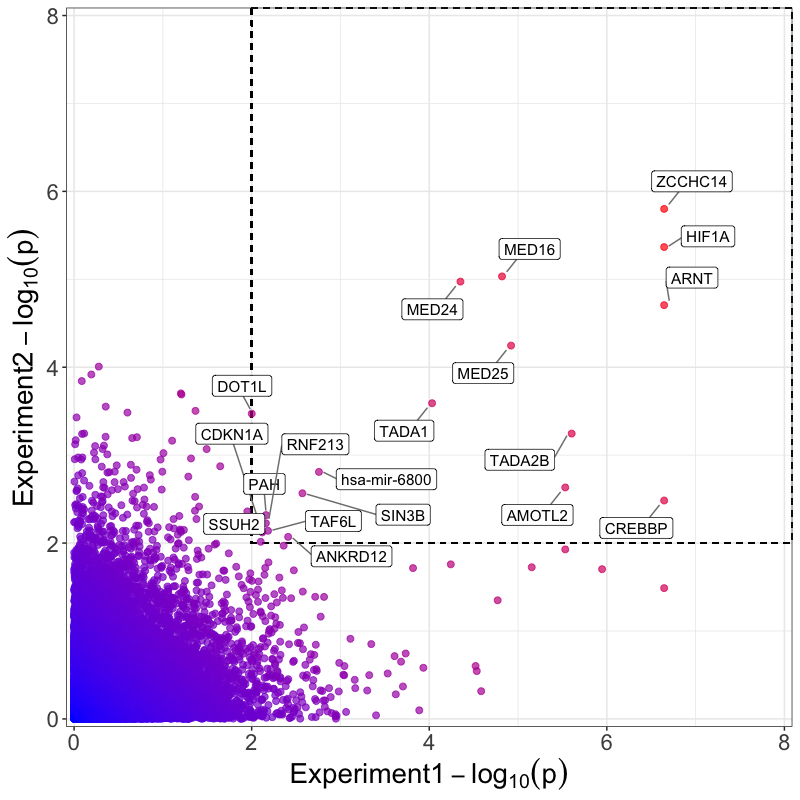 8
ZCCHC14
6
HIF1A
MED16
ARNT
MED24
4
MED25
DOT1L
TADA1
CDKN1A
RNF213
TADA2B
hsa-mir-6800
PAH
SIN3B
AMOTL2
SSUH2
TAF6L
CREBBP
2
ANKRD12
0
0 2 4 6 8
Experiment1 − log₁₀(p)
Experiment2 − log₁₀(p)